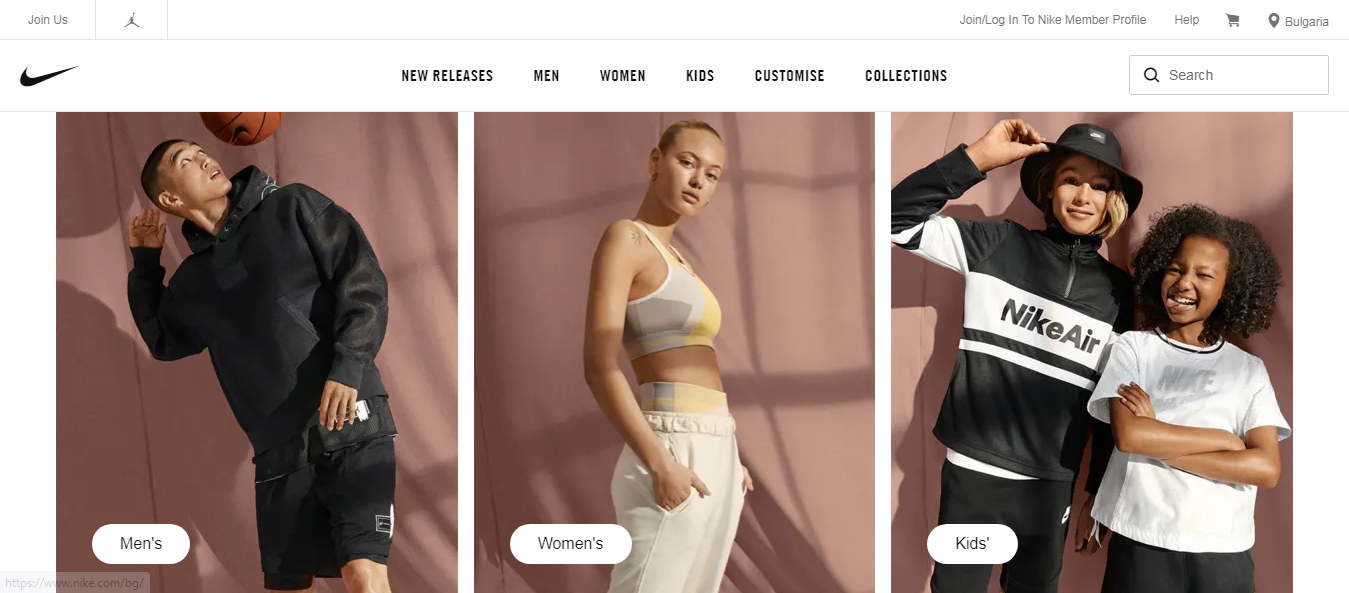 Join Us
Join/Log In To Nike Member Profile
Help
Bulgaria
NEW RELEASES
MEN
WOMEN
KIDS
CUSTOMISE
COLLECTIONS
Search
NikeAir
NIKE
Men's
Women's
Kids'
https://www.nike.com/bg/